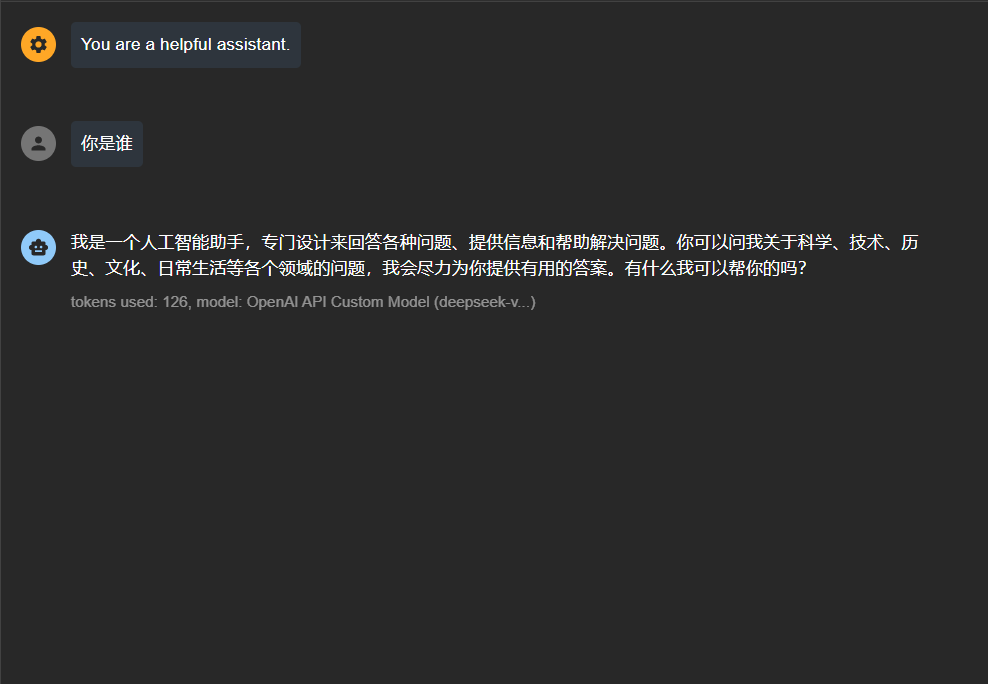 You are a helpful assistant.
你是谁
我是一个人工智能助手，专门设计来回答各种问题、提供信息和帮助解决问题。你可以问我关于科学、技术、历
史、文化、日常生活等各个领域的问题，我会尽力为你提供有用的答案。有什么我可以帮你的吗？
tokens used: 126, model: OpenAI API Custom Model (deepseek-v...)